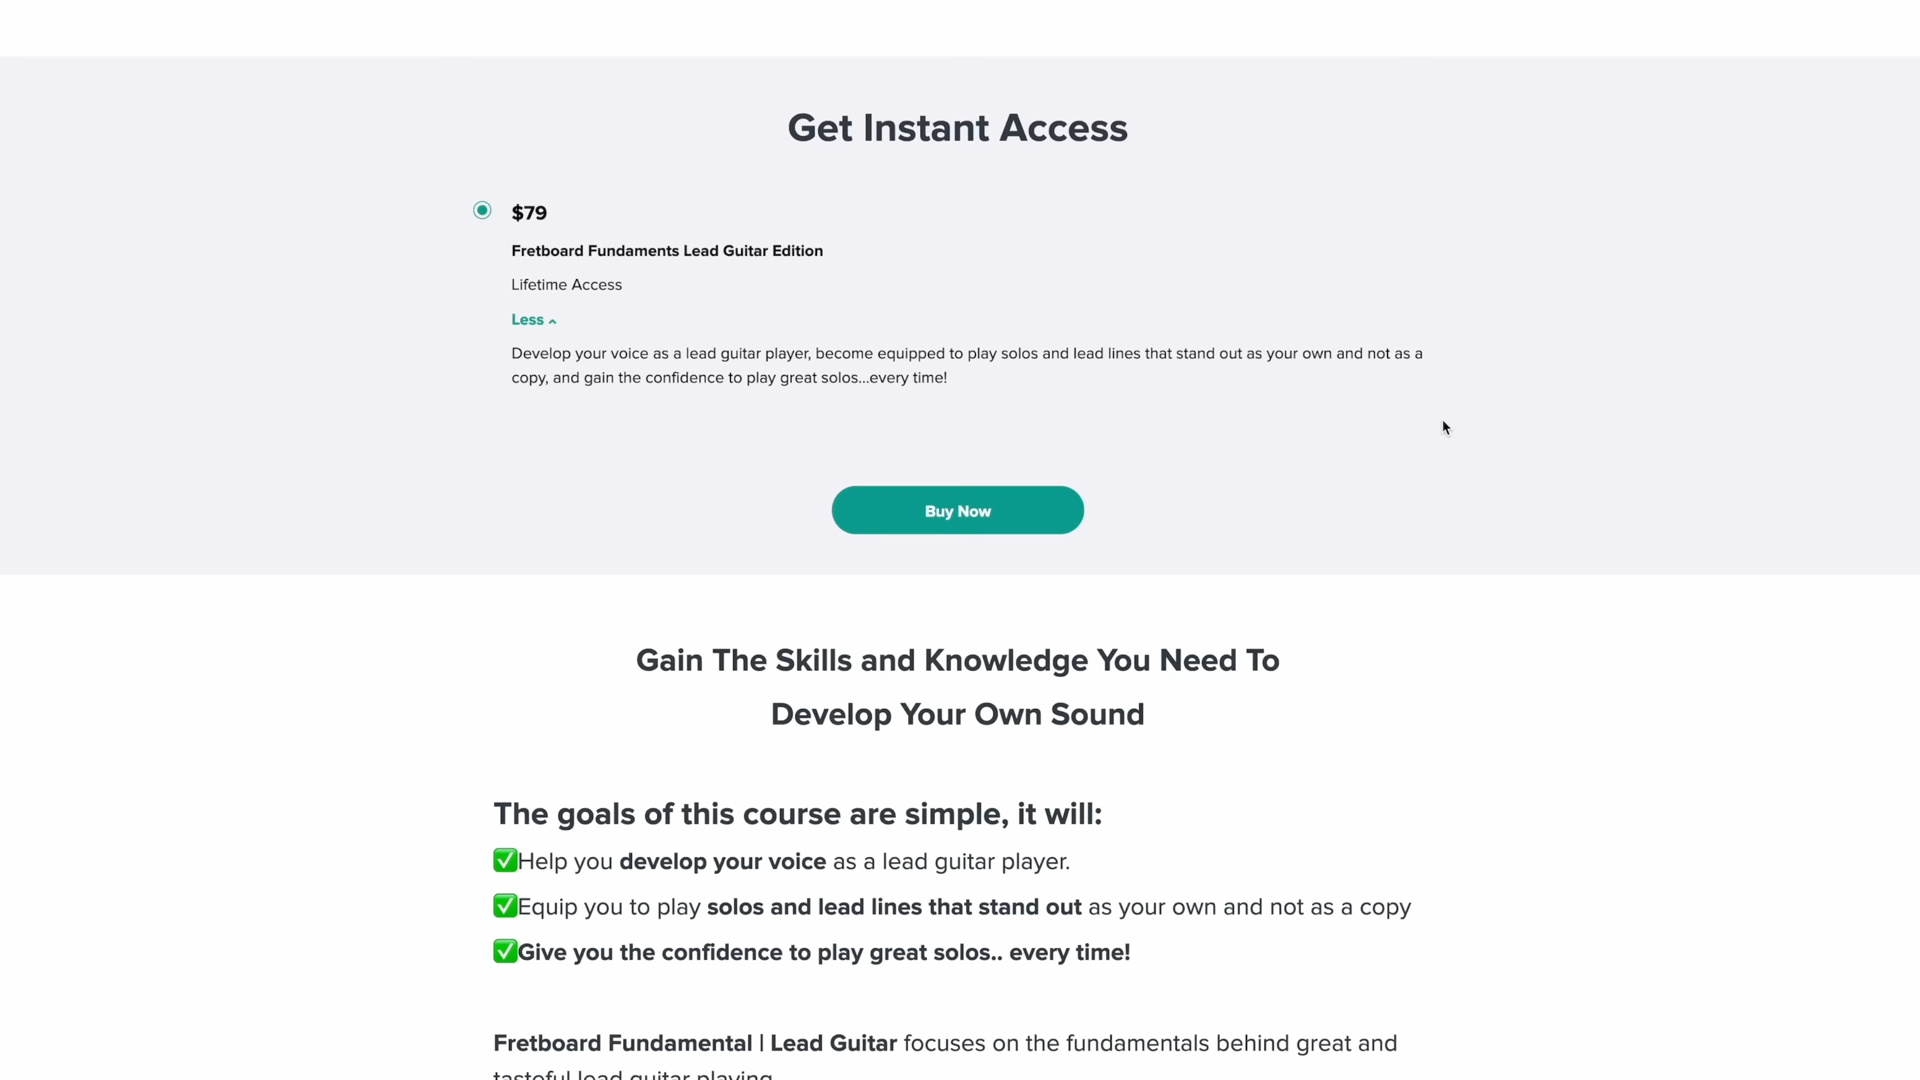 Get Instant Access
$79
Fretboard Fundaments Lead Guitar Edition
Lifetime Access
Less
Develop your voice as a lead guitar player, become equipped to play solos and lead lines that stand out as your own and not as a
copy, and gain the confidence to play great solos...every time!
Buy Now
Gain The Skills and Knowledge You Need To
Develop Your Own Sound
The goals of this course are simple, it will:
✅Help you develop your voice as a lead guitar player.
✅Equip you to play solos and lead lines that stand out as your own and not as a copy
✅Give you the confidence to play great solos.. every time!
Fretboard Fundamental | Lead Guitar focuses on the fundamentals behind great and
tasteful lead guitar playing